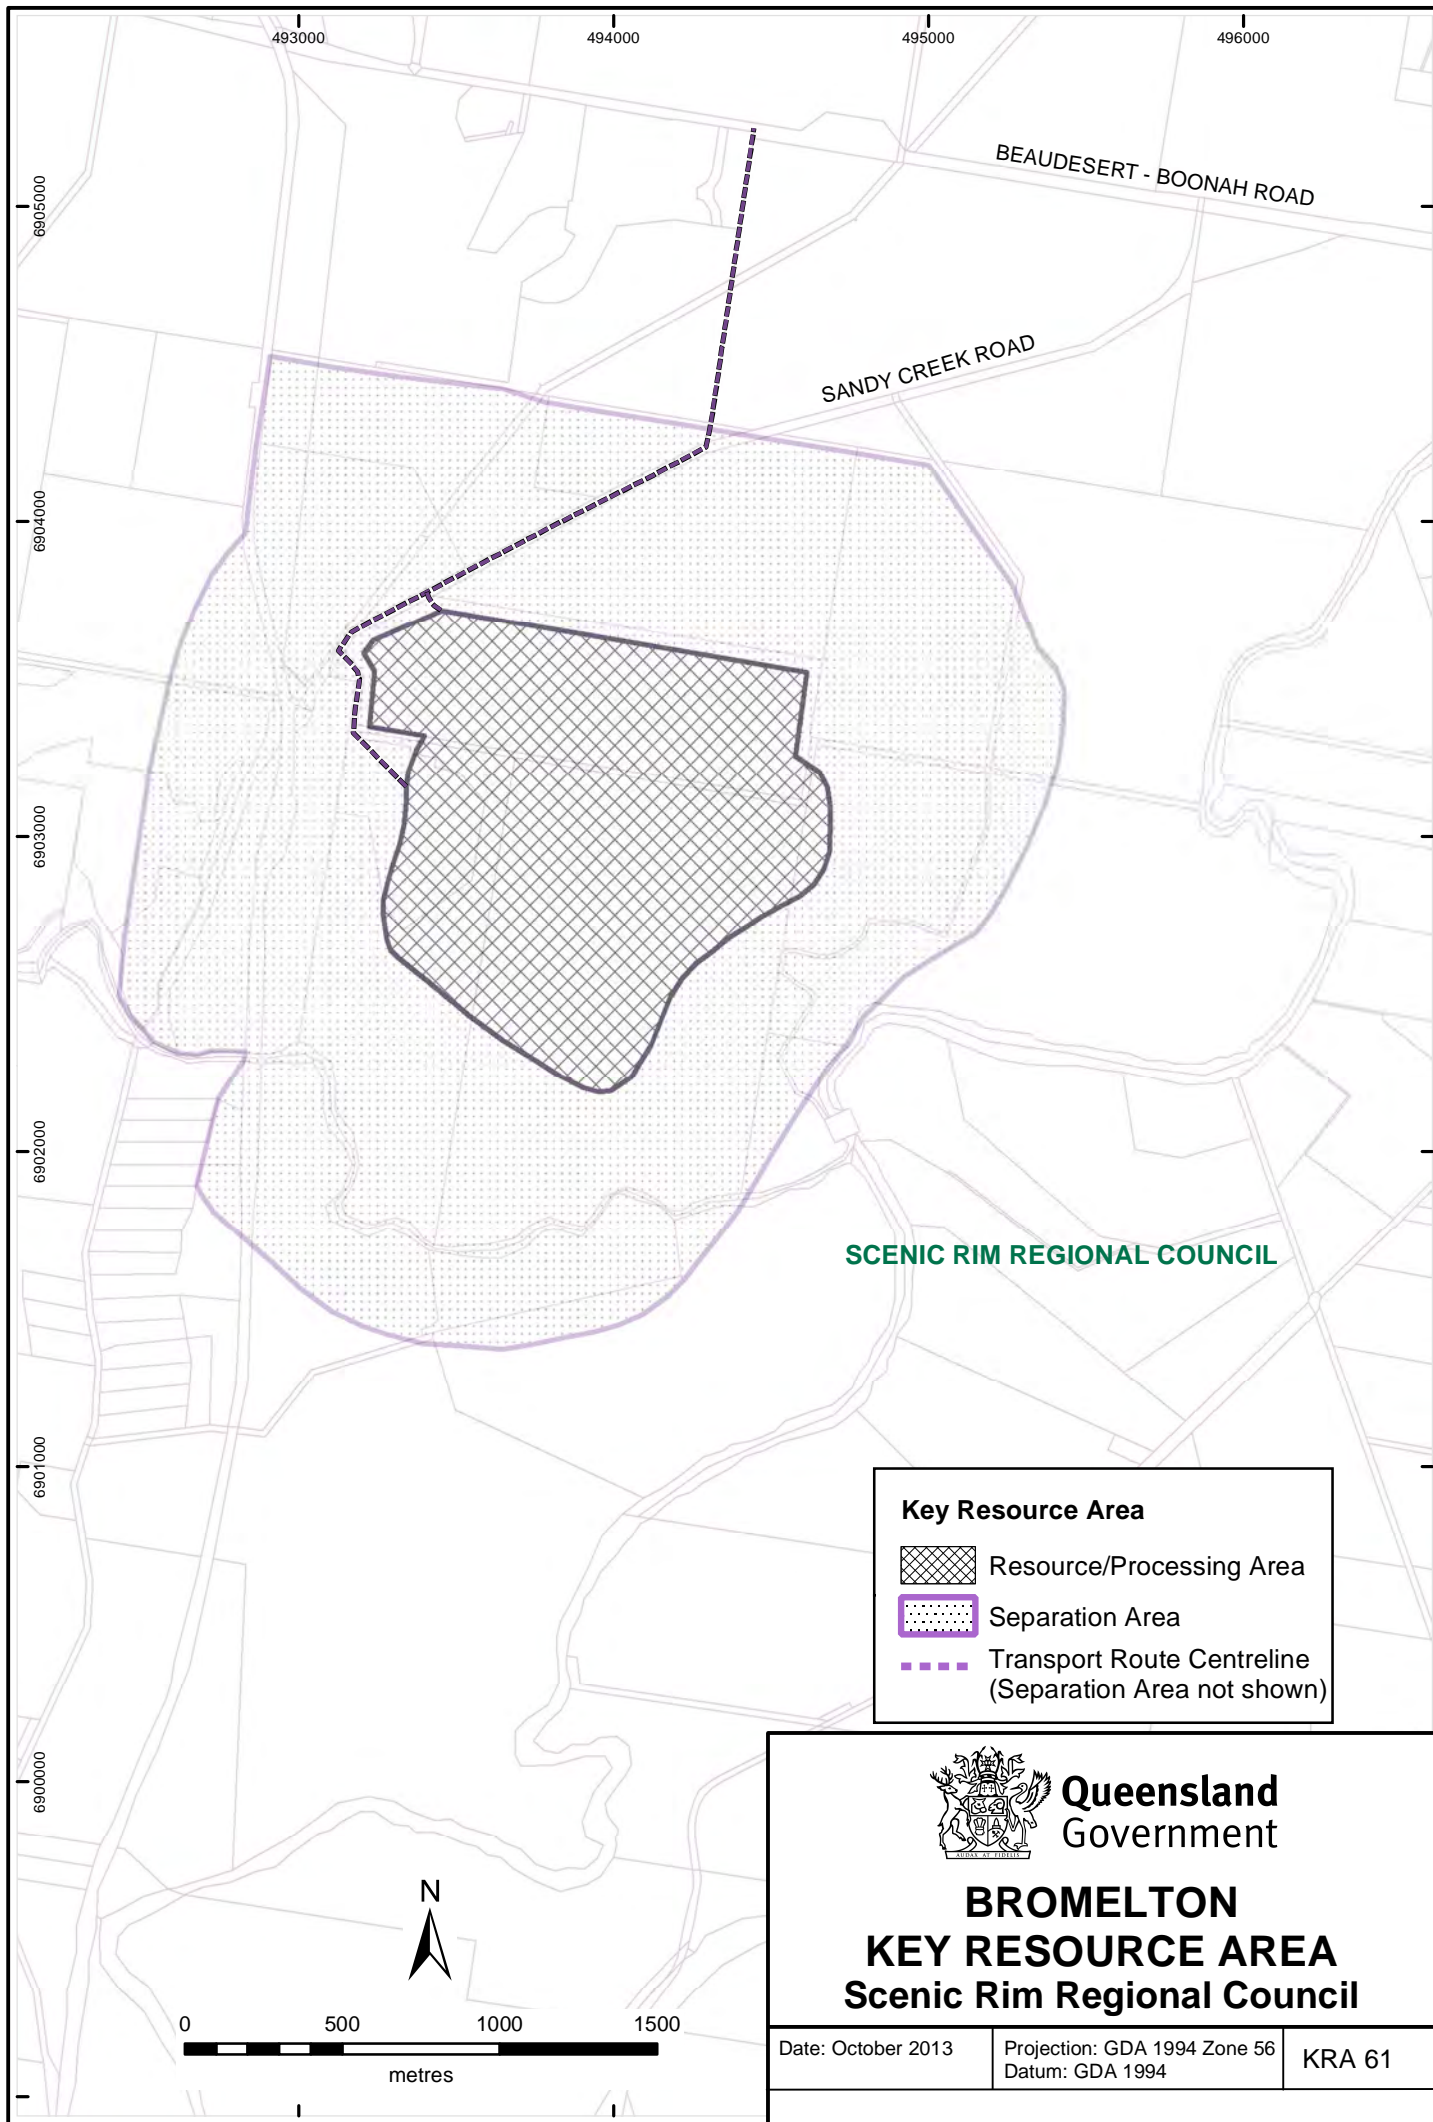 493000
494000
495000
496000
6905000
6904000
6903000
6902000
6901000
6900000
BEAUDESERT - BOONAH ROAD
SANDY CREEK ROAD
SCENIC RIM REGIONAL COUNCIL
Key Resource Area
Resource/Processing Area
Separation Area
Transport Route Centreline
(Separation Area not shown)
Queensland
Government
AUDAX AT FIDELIS
BROMELTON
KEY RESOURCE AREA
Scenic Rim Regional Council
Date: October 2013
Projection: GDA 1994 Zone 56
Datum: GDA 1994
KRA 61
N
0 500 1000 1500
metres